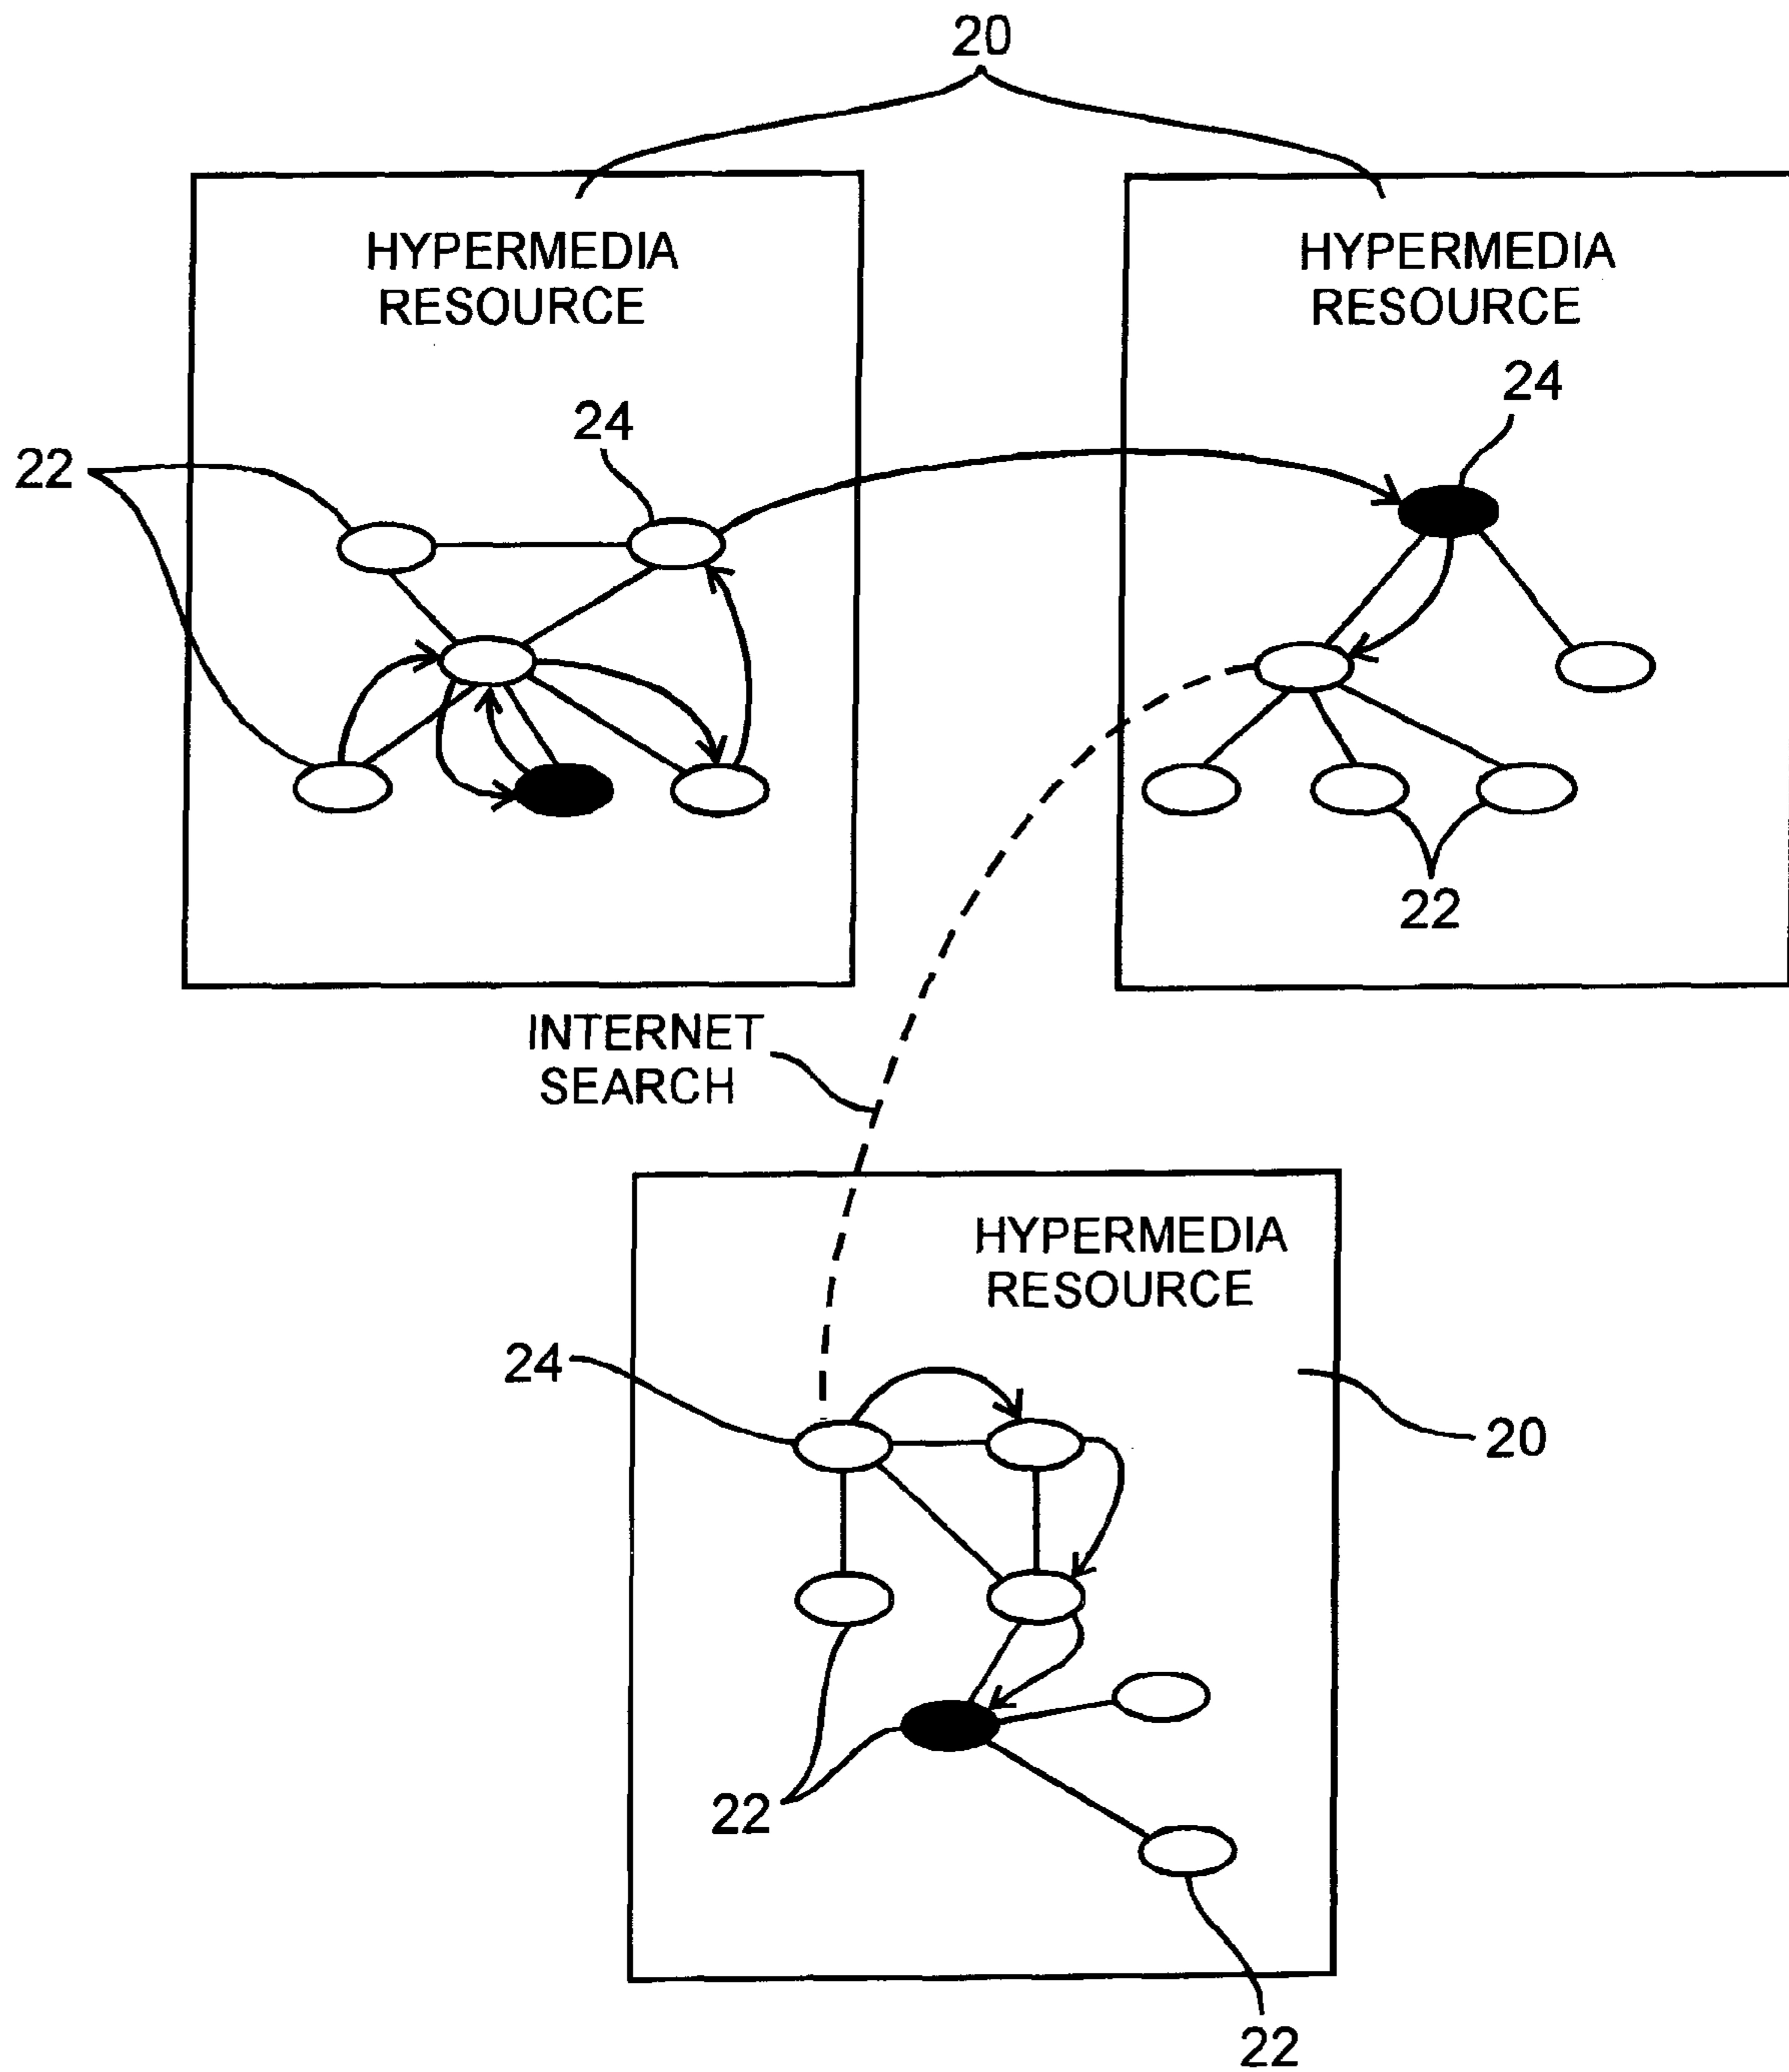 20
HYPERMEDIA
RESOURCE
HYPERMEDIA
RESOURCE
24
24
22
22
INTERNET
SEARCH
HYPERMEDIA
RESOURCE
24
20
22
22